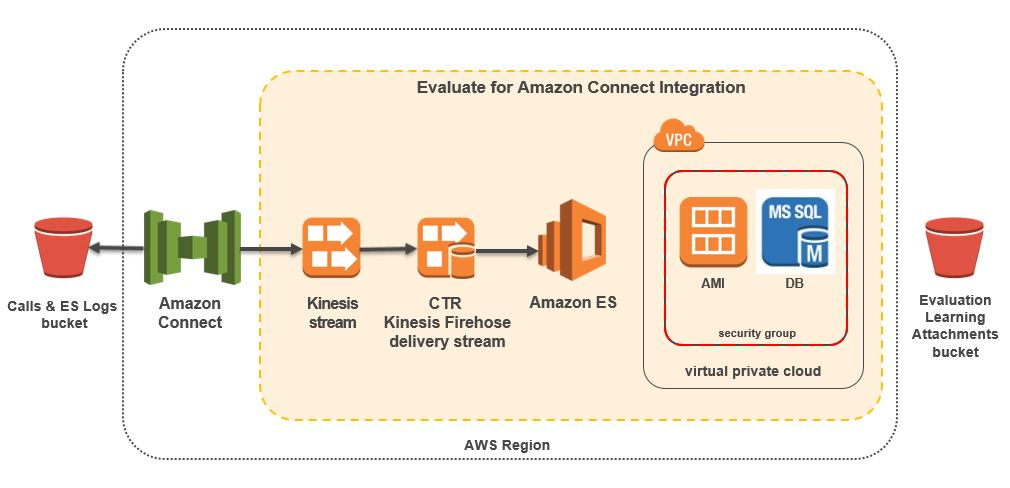 Evaluate for Amazon Connect Integration
VPC
MS SQL
M
AMI
DB
security group
virtual private cloud
Calls & ES Logs
bucket
Amazon
Connect
Kinesis
stream
CTR
Kinesis Firehose
delivery stream
Amazon ES
Evaluation
Learning
Attachments
bucket
AWS Region